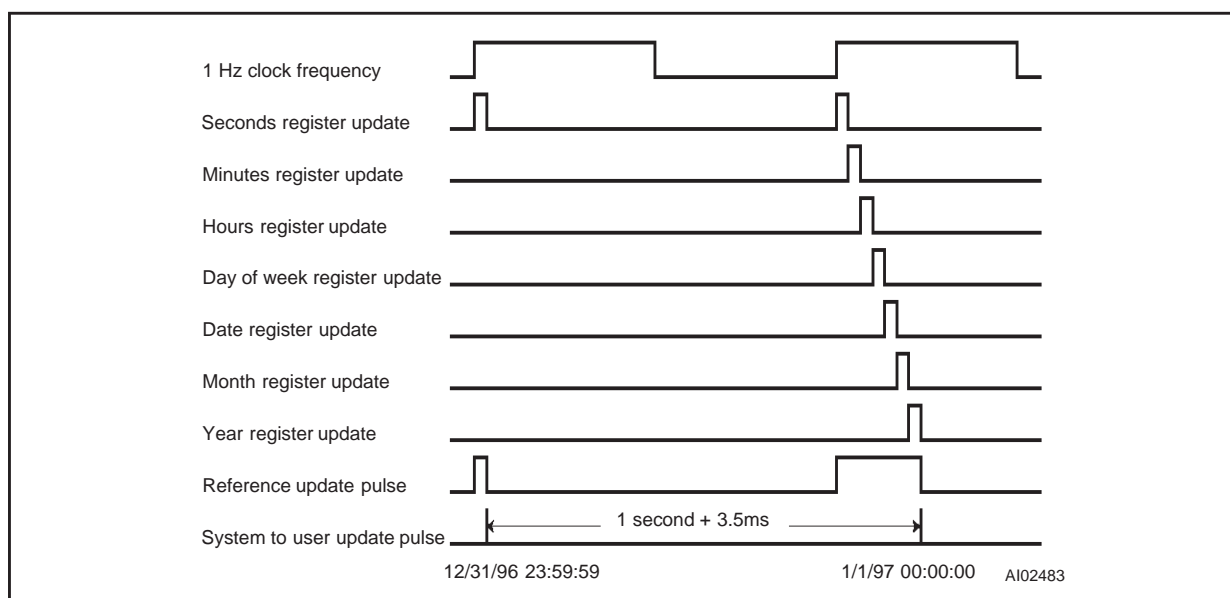 1 Hz clock frequency
Seconds register update
Minutes register update
Hours register update
Day of week register update
Date register update
Month register update
Year register update
Reference update pulse
1 second + 3.5ms
System to user update pulse
12/31/96 23:59:59
1/1/97 00:00:00
AI02483